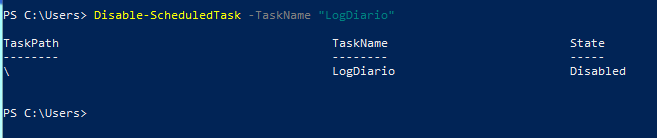 PS C:\Users> Disable-ScheduledTask -TaskName "LogDiario"
TaskPath TaskName State
-------- -------- -----
\ LogDiario Disabled
PS C:\Users>